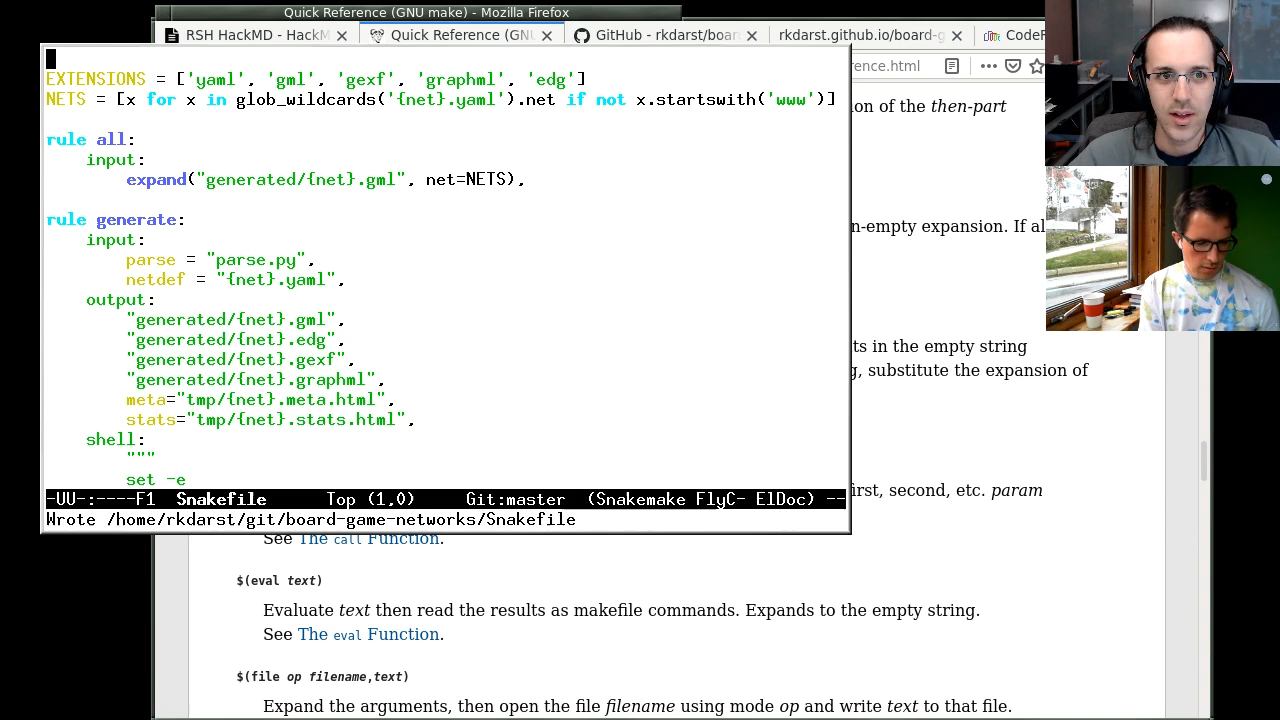 Quick Reference (GNU make) - Mozilla Firefox
RSH HackMD - HackM
Quick Reference (GNU
GitHub - rkdarst/board
rkdarst.github.io/board-g
CodeR
rence.html
EXTENSIONS = ['yaml', 'gml', 'gexf', 'graphml', 'edg']
NETS = [x for x in glob_wildcards('{net}.yaml').net if not x.startswith('www')]
rule all:
input:
expand("generated/{net}.gml", net=NETS),
rule generate:
input:
parse = "parse.py",
netdef = "{net}.yaml",
output:
"generated/{net}.gml",
"generated/{net}.edg",
"generated/{net}.gexf",
"generated/{net}.graphml",
meta="tmp/{net}.meta.html",
stats="tmp/{net}.stats.html",
shell:
"""
set -e
-UU-:----F1 Snakefile Top (1,0) Git:master (Snakemake FlyC- ElDoc) --
Wrote /home/rkdarst/git/board-game-networks/Snakefile
on of the then-part
n-empty expansion. If al
ts in the empty string
g, substitute the expansion of
irst, second, etc. param
See The call Function.
$(eval text)
Evaluate text then read the results as makefile commands. Expands to the empty string.
See The eval Function.
$(file op filename,text)
Expand the arguments, then open the file filename using mode op and write text to that file.